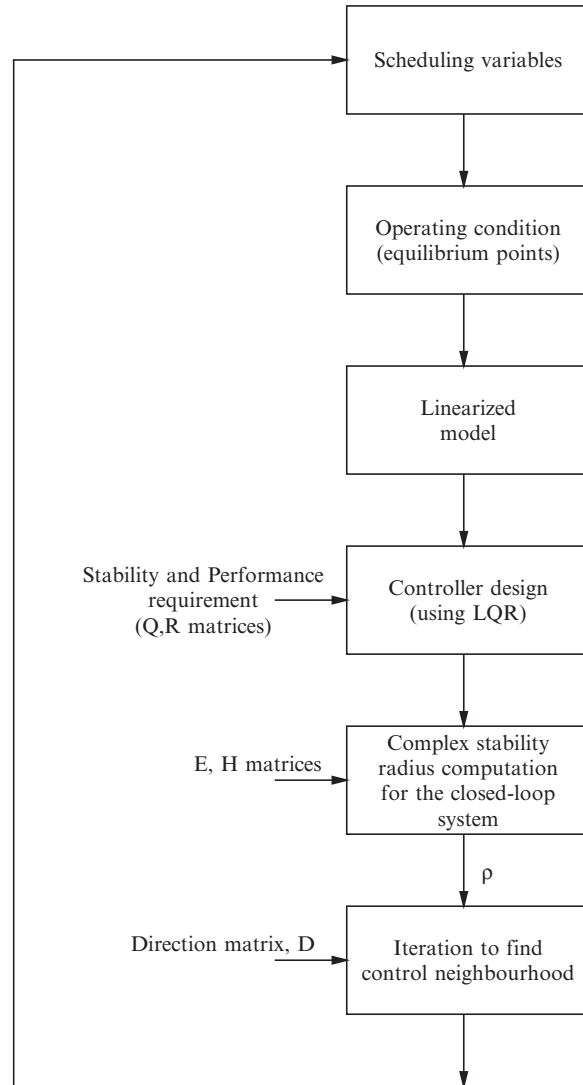 Scheduling variables
Operating condition
(equilibrium points)
Linearized
model
Stability and Performance
requirement
(Q,R matrices)
Controller design
(using LQR)
E, H matrices
Complex stability
radius computation
for the closed-loop
system
ρ
Direction matrix, D
Iteration to find
control neighbourhood